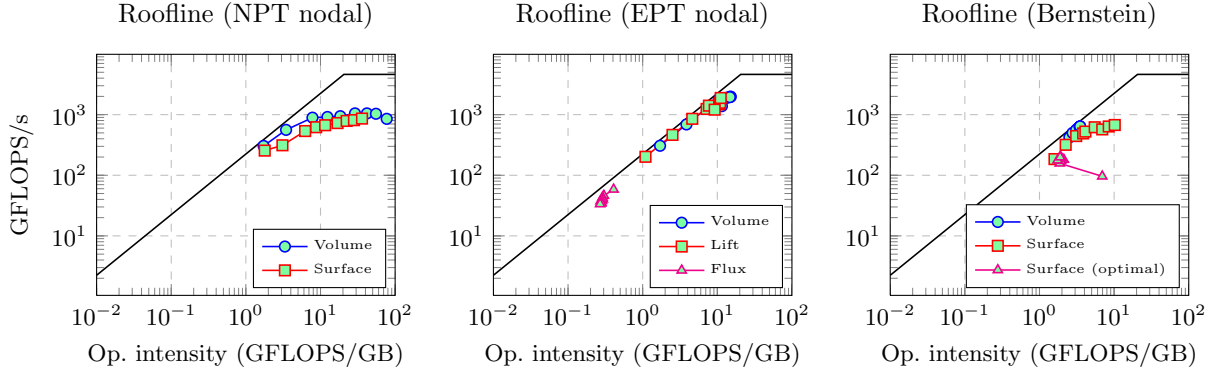 Roofline (NPT nodal)
Roofline (EPT nodal)
Roofline (Bernstein)
GFLOPS/s
10^3
10^2
10^1
Volume
Surface
10^−2
10^−1
10^0
10^1
10^2
Op. intensity (GFLOPS/GB)
10^3
10^2
10^1
Volume
Lift
Flux
10^−2
10^−1
10^0
10^1
10^2
Op. intensity (GFLOPS/GB)
10^3
10^2
10^1
Volume
Surface
Surface (optimal)
10^−2
10^−1
10^0
10^1
10^2
Op. intensity (GFLOPS/GB)